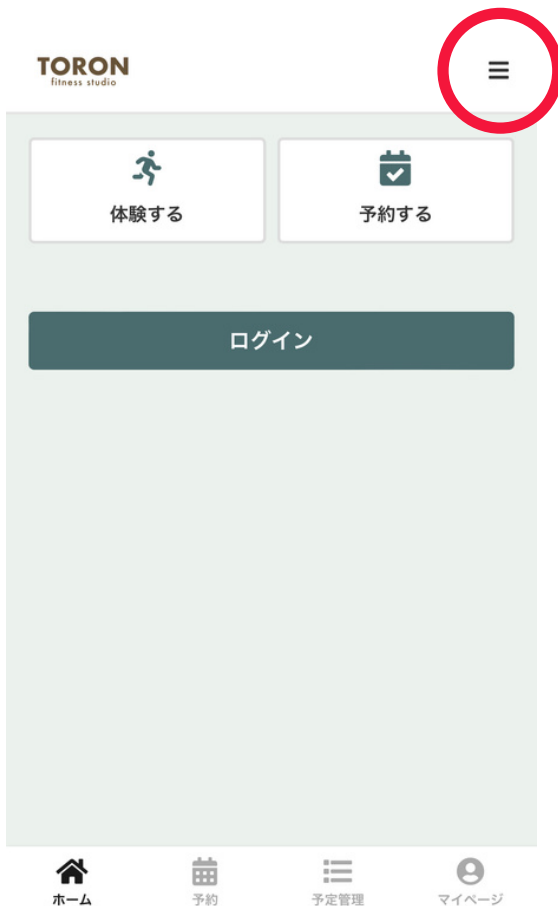 TORON
fitness studio
体験する
予約する
ログイン
ホーム
予約
予定管理
マイページ